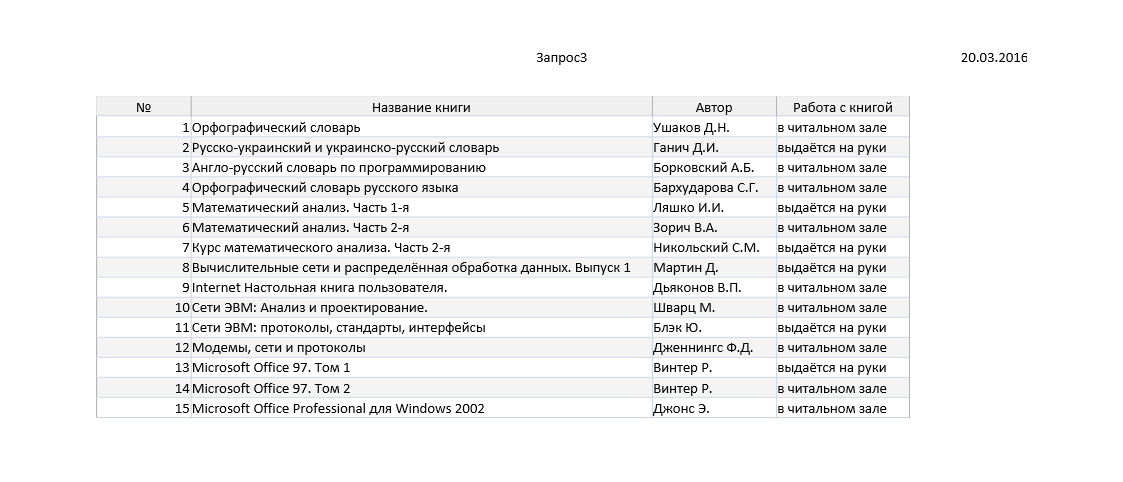 Запрос3 20.03.2016
№ Название книги Автор Работа с книгой
1 Орфографический словарь Ушаков Д.Н. в читальном зале
2 Русско-украинский и украинско-русский словарь Ганич Д.И. выдаётся на руки
3 Англо-русский словарь по программированию Борковский А.Б. в читальном зале
4 Орфографический словарь русского языка Бархударова С.Г. в читальном зале
5 Математический анализ. Часть 1-я Ляшко И.И. выдаётся на руки
6 Математический анализ. Часть 2-я Зорич В.А. в читальном зале
7 Курс математического анализа. Часть 2-я Никольский С.М. выдаётся на руки
8 Вычислительные сети и распределённая обработка данных. Выпуск 1 Мартин Д. выдаётся на руки
9 Internet Настольная книга пользователя. Дьяконов В.П. в читальном зале
10 Сети ЭВМ: Анализ и проектирование. Шварц М. в читальном зале
11 Сети ЭВМ: протоколы, стандарты, интерфейсы Блэк Ю. выдаётся на руки
12 Модемы, сети и протоколы Дженнингс Ф.Д. в читальном зале
13 Microsoft Office 97. Том 1 Винтер Р. выдаётся на руки
14 Microsoft Office 97. Том 2 Винтер Р. в читальном зале
15 Microsoft Office Professional для Windows 2002 Джонс Э. в читальном зале